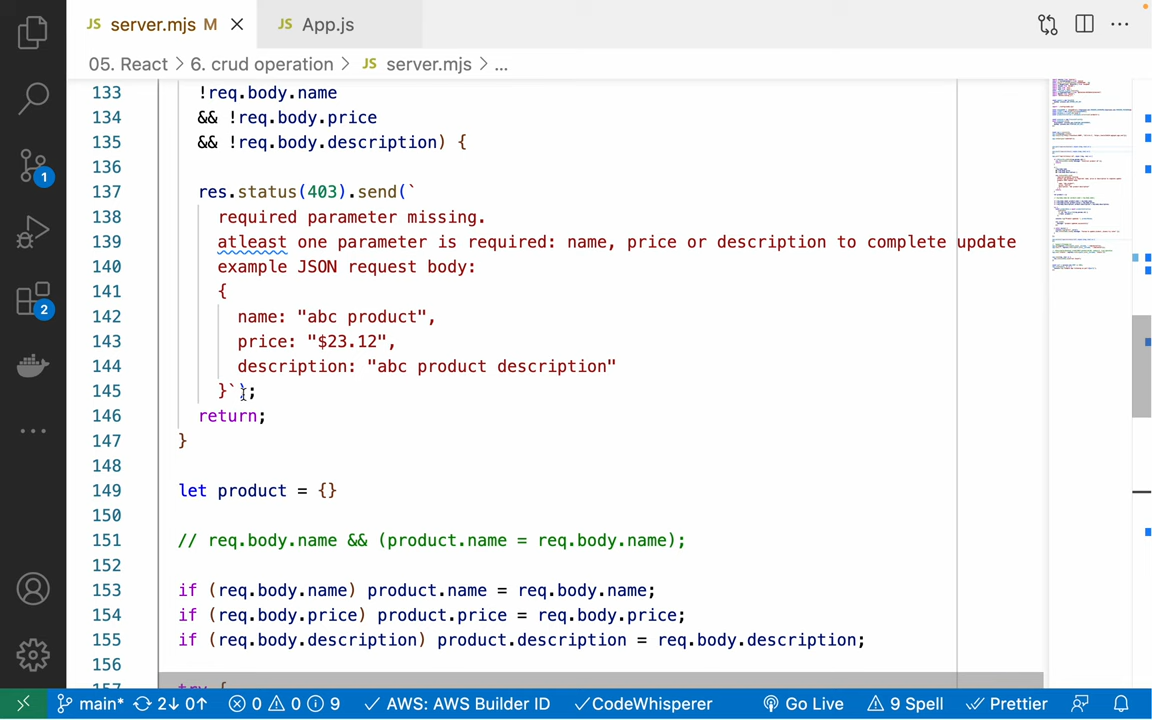 JS server.mjs M
JS App.js
05. React > 6. crud operation > JS server.mjs > ...
133 !req.body.name
134 && !req.body.price
135 && !req.body.description) {
136
137 res.status(403).send(`
138 required parameter missing.
139 atleast one parameter is required: name, price or description to complete update
140 example JSON request body:
141 {
142 name: "abc product",
143 price: "$23.12",
144 description: "abc product description"
145 }`);
146 return;
147 }
148
149 let product = {}
150
151 // req.body.name && (product.name = req.body.name);
152
153 if (req.body.name) product.name = req.body.name;
154 if (req.body.price) product.price = req.body.price;
155 if (req.body.description) product.description = req.body.description;
156
157 try {
1
2
main* 2↓ 0↑ 0 0 9 AWS: AWS Builder ID CodeWhisperer Go Live 9 Spell Prettier